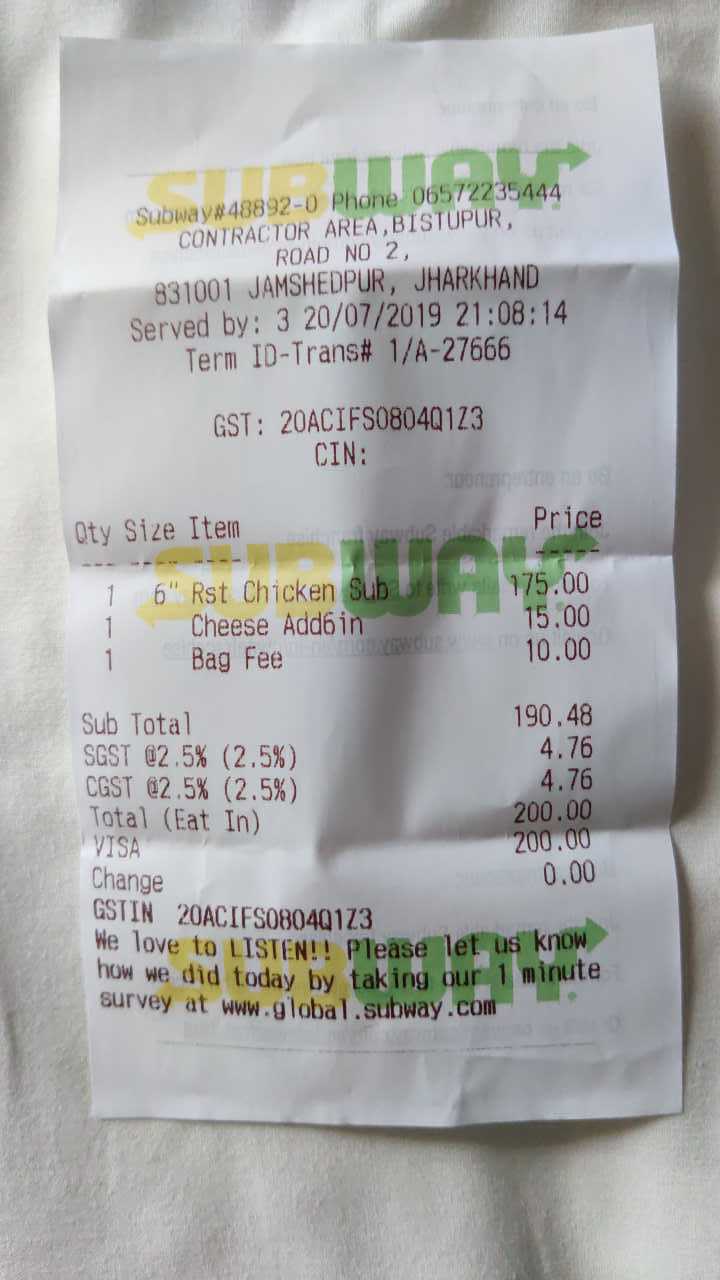 SUBWAY
Subway#48892-0 Phone 06572235444
CONTRACTOR AREA,BISTUPUR,
ROAD NO 2,
831001 JAMSHEDPUR, JHARKHAND
Served by: 3 20/07/2019 21:08:14
Term ID-Trans# 1/A-27666
GST: 20ACIFS0804Q1Z3
CIN:
Qty Size Item Price
--- ---- ---- -----
SUBWAY
1 6" Rst Chicken Sub 175.00
1 Cheese Add6in 15.00
1 Bag Fee 10.00
Sub Total 190.48
SGST @2.5% (2.5%) 4.76
CGST @2.5% (2.5%) 4.76
Total (Eat In) 200.00
VISA 200.00
Change 0.00
GSTIN 20ACIFS0804Q1Z3
SUBWAY
We love to LISTEN!! Please let us know
how we did today by taking our 1 minute
survey at www.global.subway.com